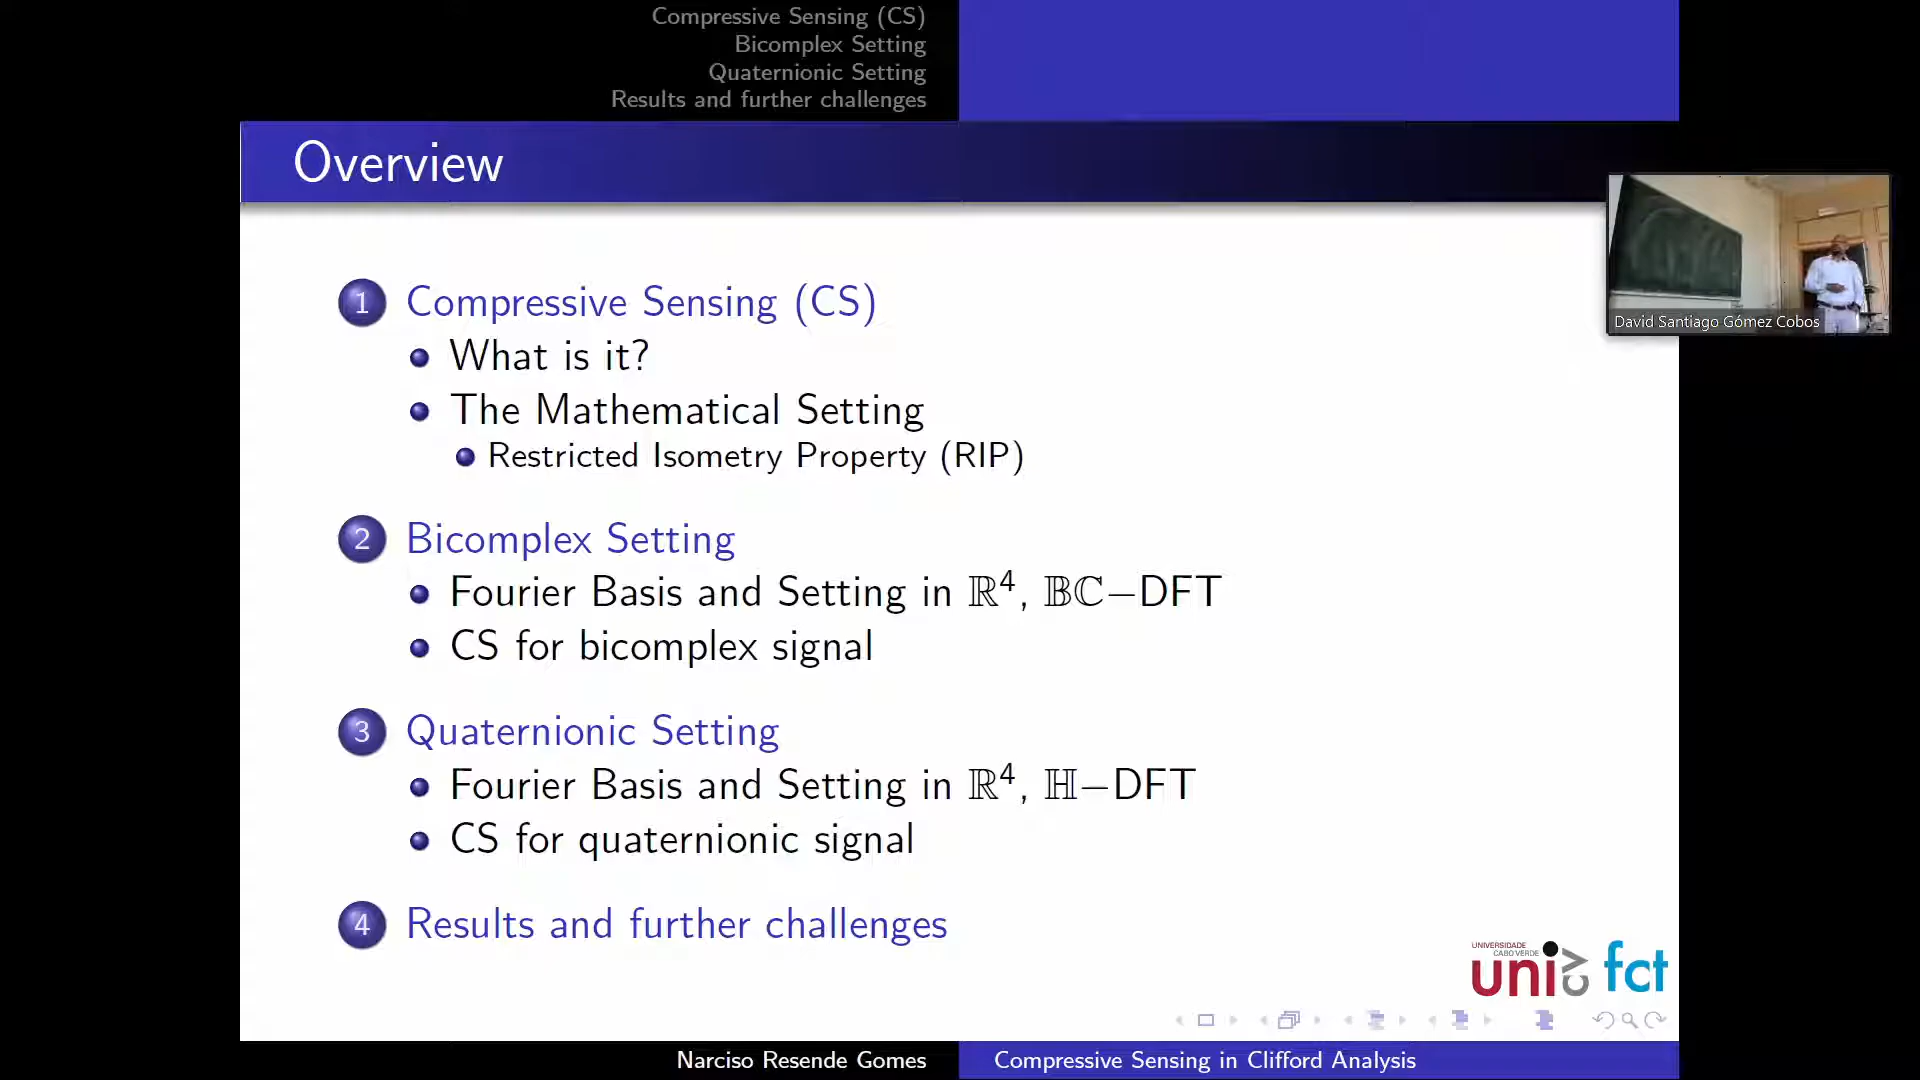 Compressive Sensing (CS)
Bicomplex Setting
Quaternionic Setting
Results and further challenges
Overview
1 Compressive Sensing (CS)
What is it?
The Mathematical Setting
Restricted Isometry Property (RIP)
2 Bicomplex Setting
Fourier Basis and Setting in ℝ⁴, 𝔹ℂ−DFT
CS for bicomplex signal
3 Quaternionic Setting
Fourier Basis and Setting in ℝ⁴, ℍ−DFT
CS for quaternionic signal
4 Results and further challenges
David Santiago Gómez Cobos
UNIVERSIDADE
CABO VERDE
uni cv fct
Narciso Resende Gomes
Compressive Sensing in Clifford Analysis